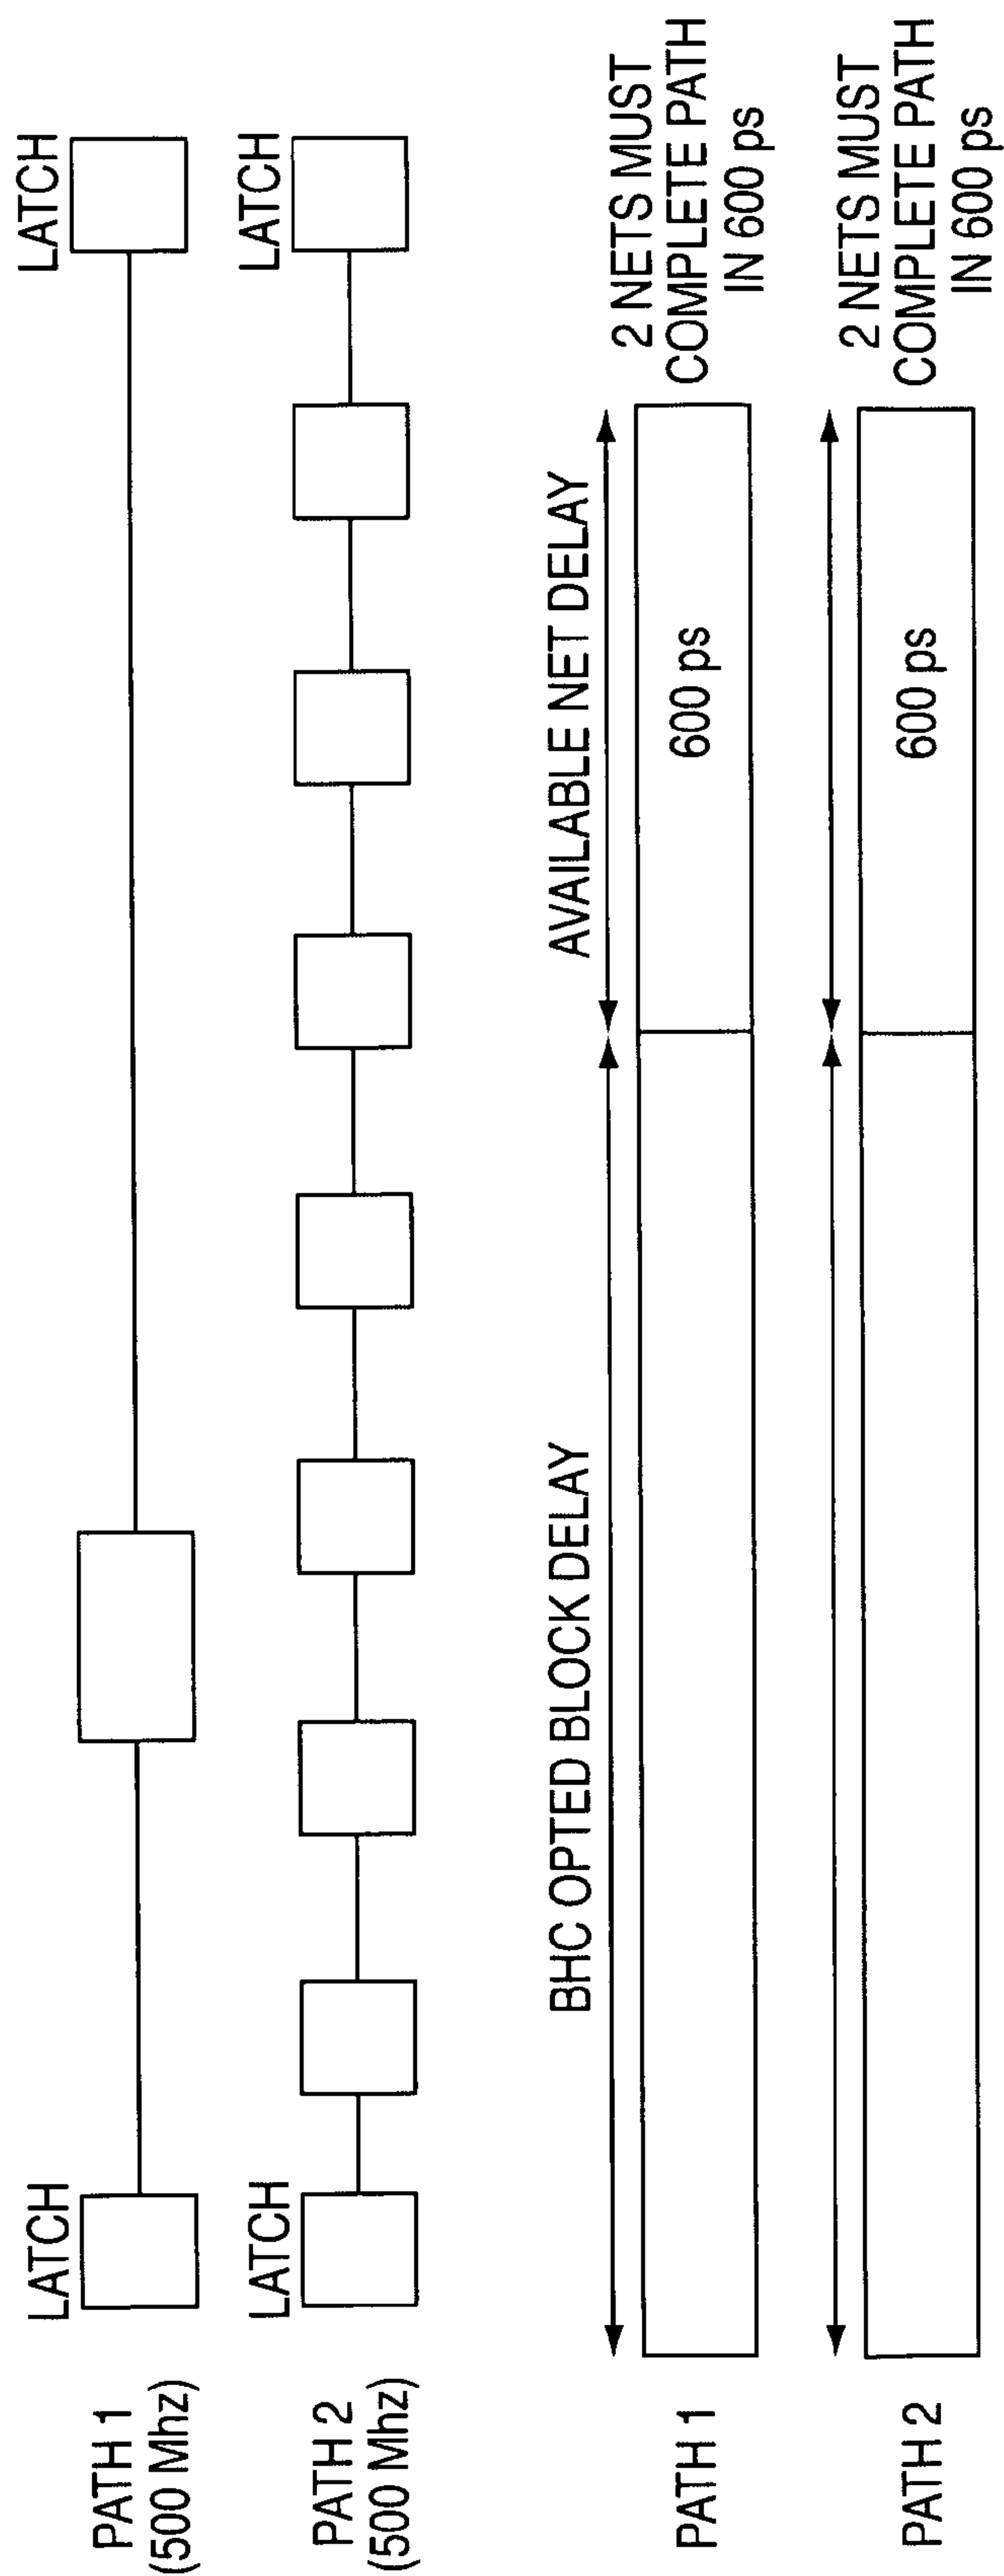 PATH 1
(500 Mhz)
LATCH
LATCH
PATH 2
(500 Mhz)
LATCH
LATCH
BHC OPTED BLOCK DELAY
AVAILABLE NET DELAY
PATH 1
600 ps
2 NETS MUST
COMPLETE PATH
IN 600 ps
PATH 2
600 ps
2 NETS MUST
COMPLETE PATH
IN 600 ps